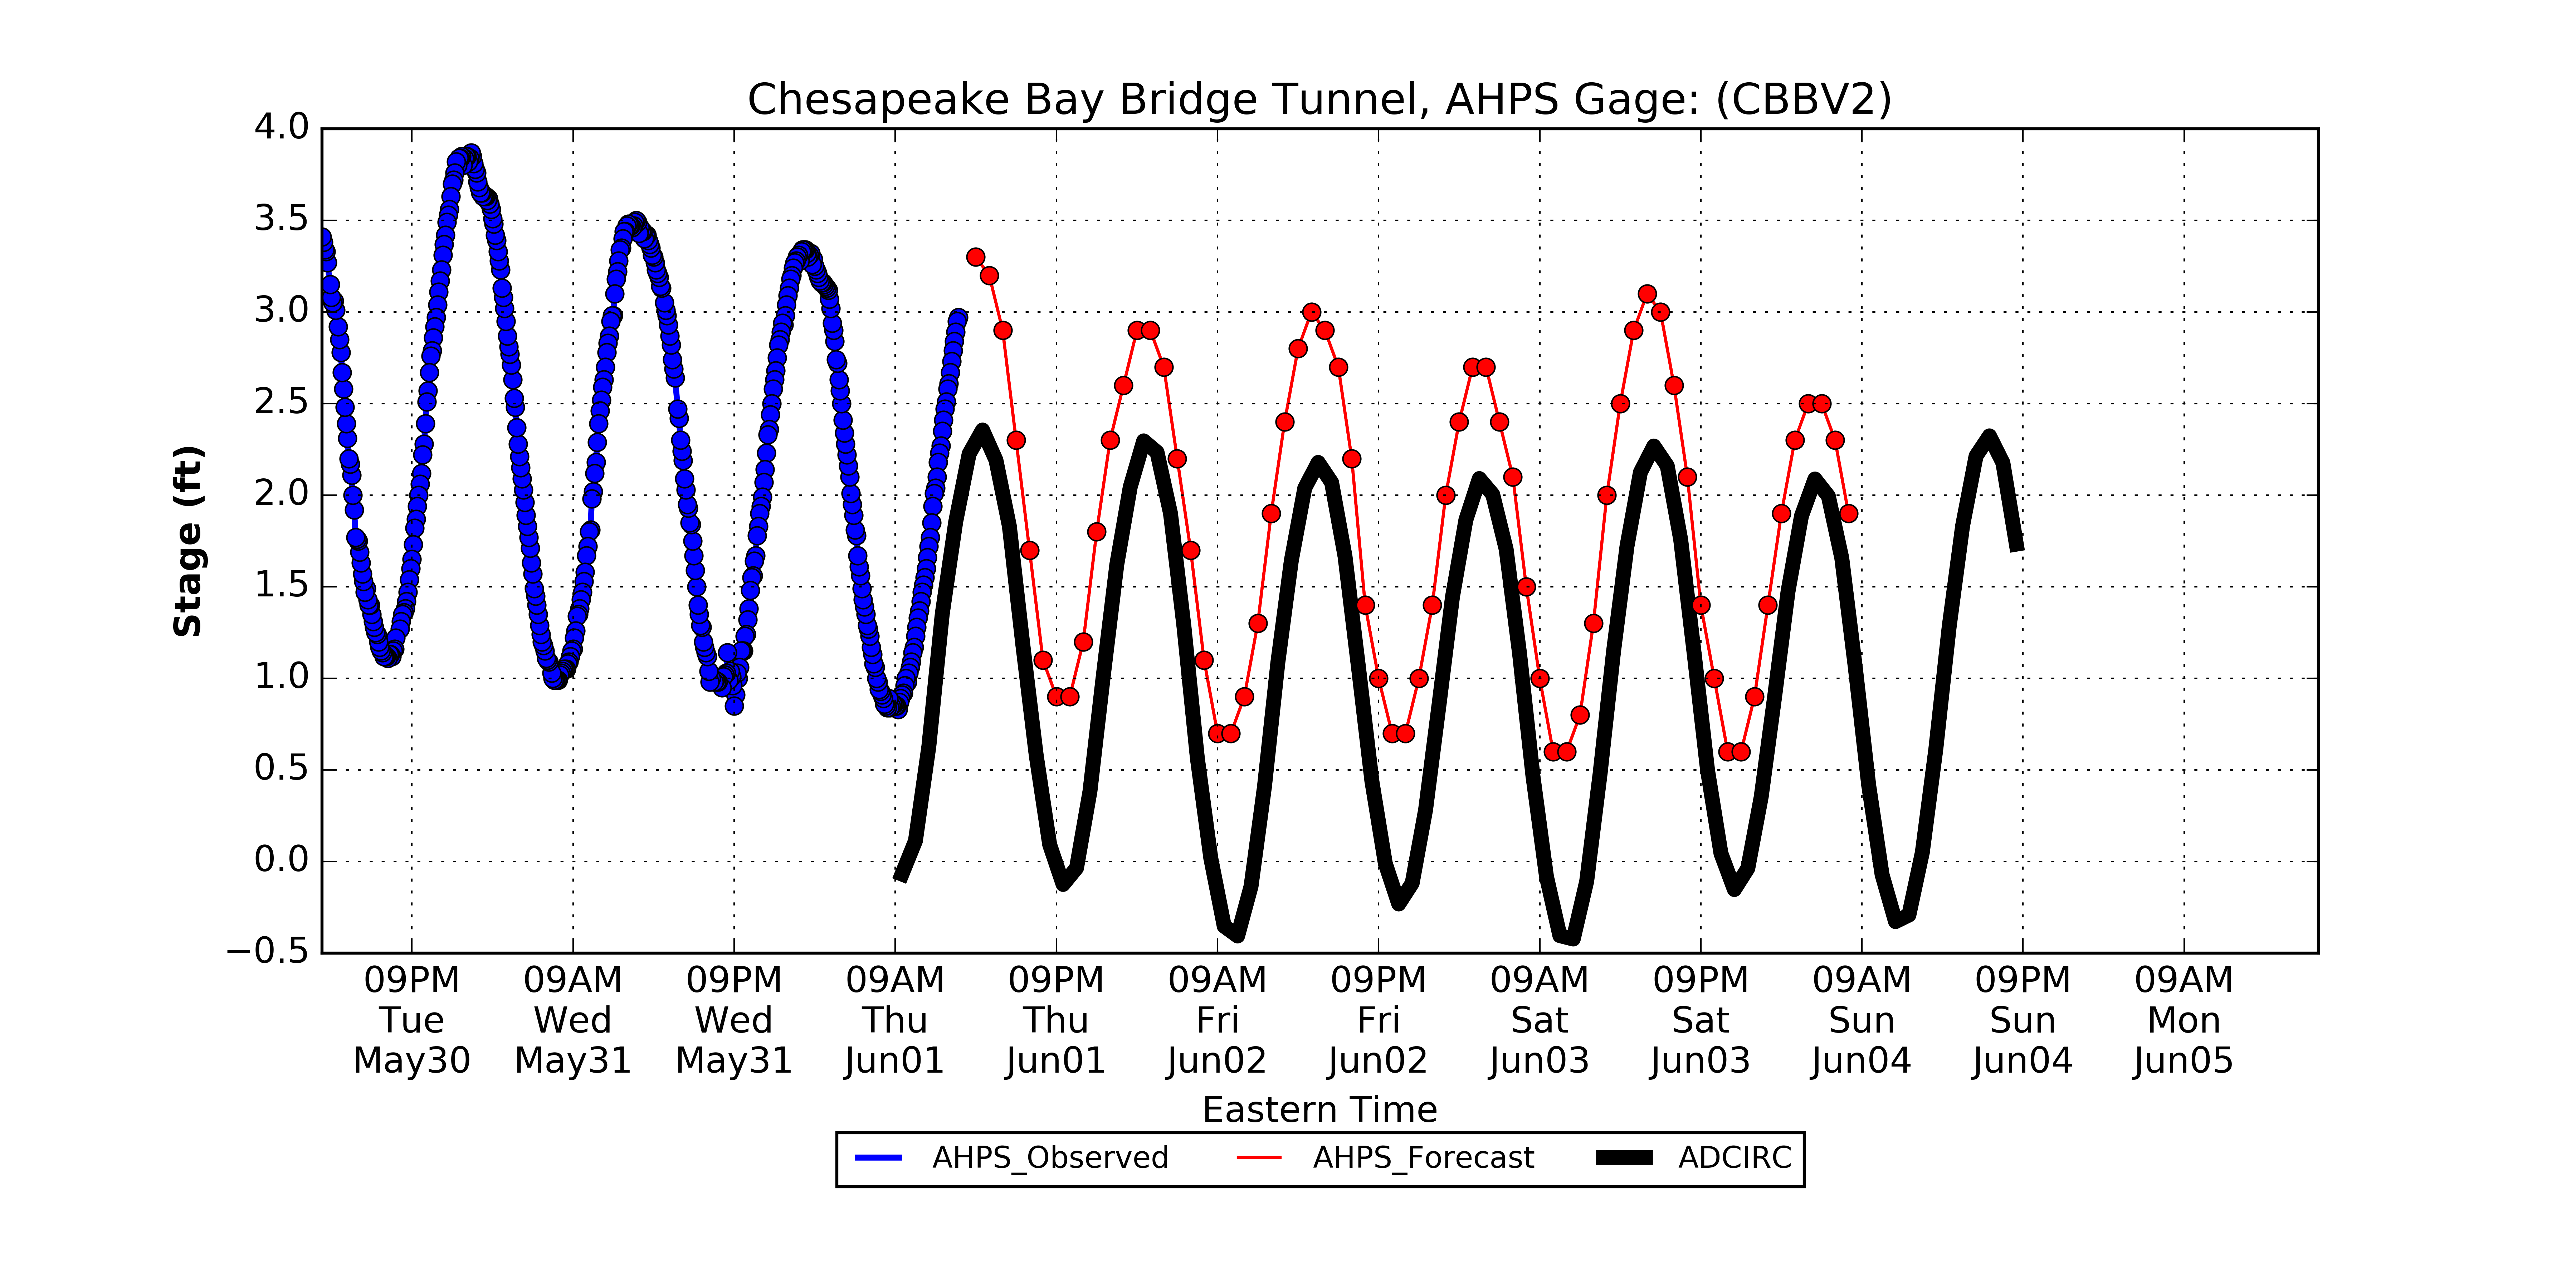 Chesapeake Bay Bridge Tunnel, AHPS Gage: (CBBV2)
4.0
3.5
3.0
2.5
2.0
1.5
1.0
0.5
0.0
−0.5
Stage (ft)
09PM 09AM 09PM 09AM 09PM 09AM 09PM 09AM 09PM 09AM 09PM 09AM
Tue Wed Wed Thu Thu Fri Fri Sat Sat Sun Sun Mon
May30 May31 May31 Jun01 Jun01 Jun02 Jun02 Jun03 Jun03 Jun04 Jun04 Jun05
Eastern Time
AHPS_Observed AHPS_Forecast ADCIRC